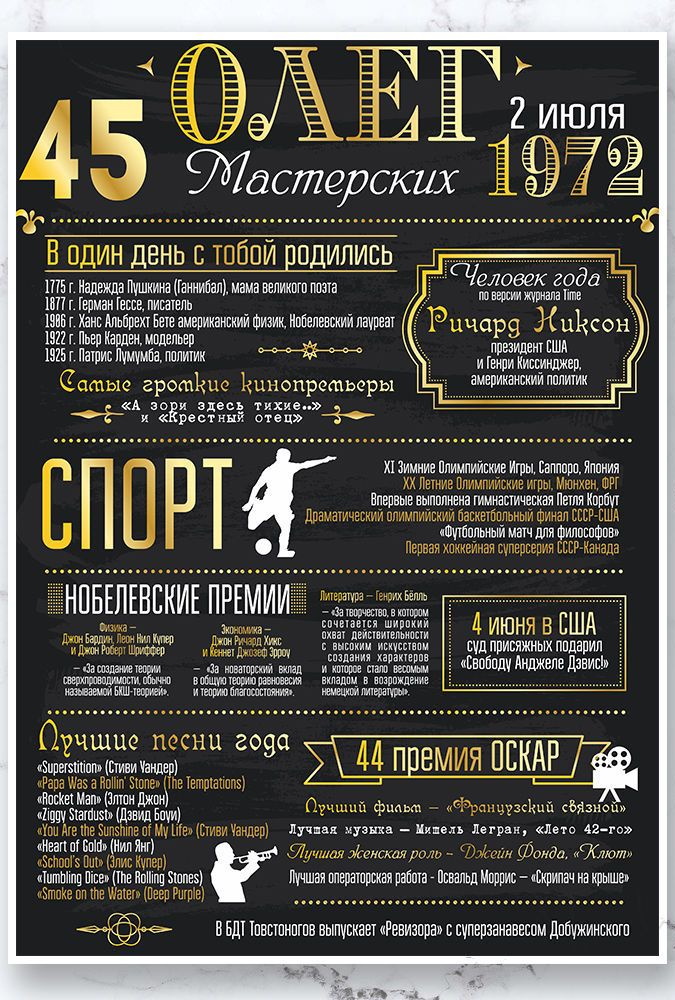 45
ОЛЕГ
Мастерских
2 июля
1972
В один день с тобой родились
1775 г. Надежда Пушкина (Ганнибал), мама великого поэта
1877 г. Герман Гессе, писатель
1906 г. Ханс Альбрехт Бете американский физик, Нобелевский лауреат
1922 г. Пьер Карден, модельер
1925 г. Патрис Лумумба, политик
Человек года
по версии журнала Time
Ричард Никсон
президент США
и Генри Киссинджер,
американский политик
Самые громкие кинопремьеры
«А зори здесь тихие..»
и «Крестный отец»
СПОРТ
XI Зимние Олимпийские Игры, Саппоро, Япония
XX Летние Олимпийские игры, Мюнхен, ФРГ
Впервые выполнена гимнастическая Петля Корбут
Драматический олимпийский баскетбольный финал СССР-США
«Футбольный матч для философов»
Первая хоккейная суперсерия СССР-Канада
НОБЕЛЕВСКИЕ ПРЕМИИ
Физика –
Джон Бардин, Леон Нил Купер
и Джон Роберт Шриффер
– «За создание теории
сверхпроводимости, обычно
называемой БКШ-теорией».
Экономика –
Джон Ричард Хикс
и Кеннет Джозеф Эрроу
– «За новаторский вклад
в общую теорию равновесия
и теорию благосостояния».
Литература – Генрих Бёлль
– «За творчество, в котором
сочетается широкий
охват действительности
с высоким искусством
создания характеров
и которое стало весомым
вкладом в возрождение
немецкой литературы».
4 июня в США
суд присяжных подарил
«Свободу Анджеле Дэвис!»
Лучшие песни года
«Superstition» (Стиви Уандер)
«Papa Was a Rollin' Stone» (The Temptations)
«Rocket Man» (Элтон Джон)
«Ziggy Stardust» (Дэвид Боуи)
«You Are the Sunshine of My Life» (Стиви Уандер)
«Heart of Gold» (Нил Янг)
«School's Out» (Элис Купер)
«Tumbling Dice» (The Rolling Stones)
«Smoke on the Water» (Deep Purple)
44 премия ОСКАР
Лучший фильм – «Французский связной»
Лучшая музыка – Мишель Легран, «Лето 42-го»
Лучшая женская роль – Джейн Фонда, «Клют»
Лучшая операторская работа - Освальд Моррис – «Скрипач на крыше»
В БДТ Товстоногов выпускает «Ревизора» с суперзанавесом Добужинского